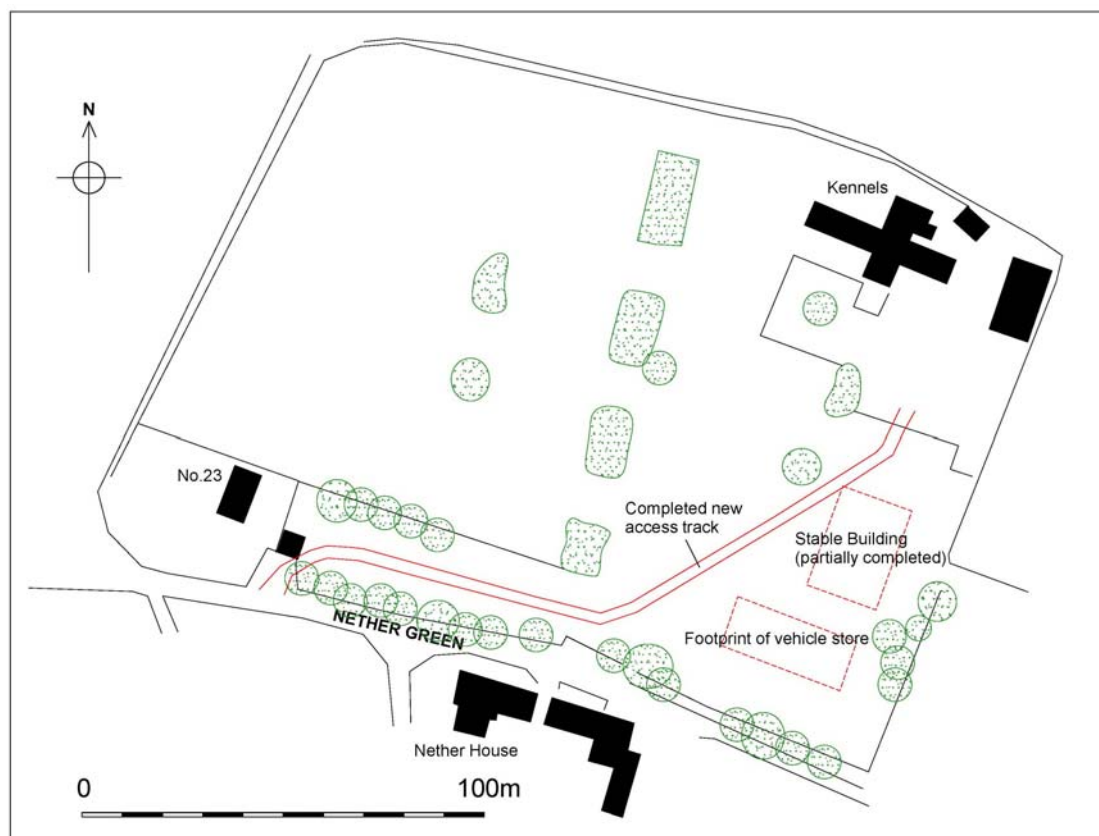 N
Kennels
No.23
Completed new
access track
Stable Building
(partially completed)
NETHER GREEN
Footprint of vehicle store
Nether House
0
100m